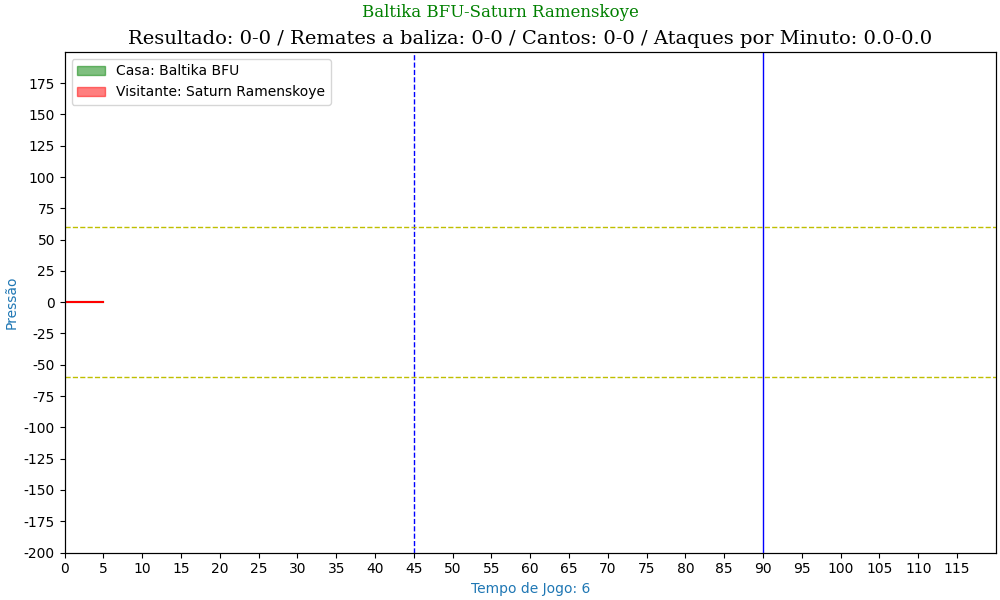 Baltika BFU-Saturn Ramenskoye
Resultado: 0-0 / Remates a baliza: 0-0 / Cantos: 0-0 / Ataques por Minuto: 0.0-0.0
Casa: Baltika BFU
Visitante: Saturn Ramenskoye
175
150
125
100
75
50
25
0
-25
-50
-75
-100
-125
-150
-175
-200
Pressão
0 5 10 15 20 25 30 35 40 45 50 55 60 65 70 75 80 85 90 95 100 105 110 115
Tempo de Jogo: 6